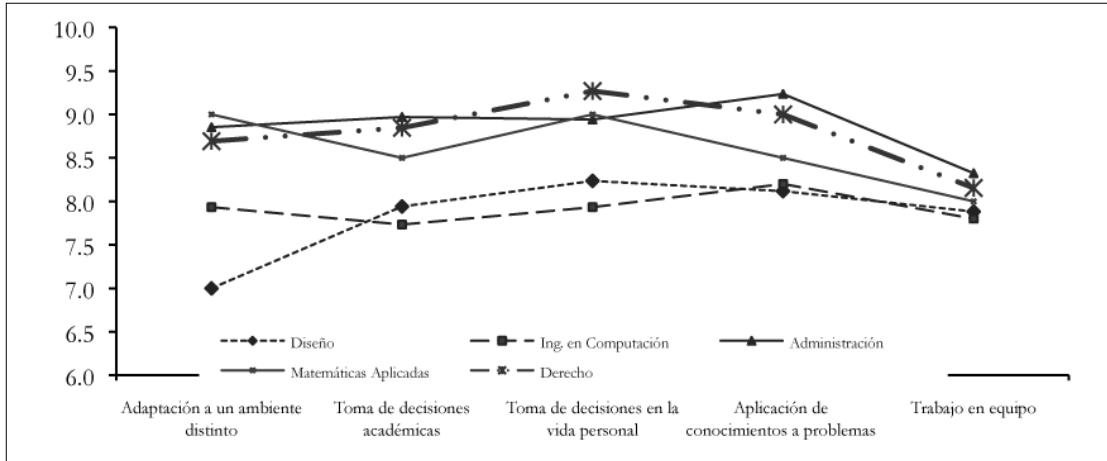 10.0
9.5
9.0
8.5
8.0
7.5
7.0
6.5
6.0
Diseño
Ing. en Computación
Administración
Matemáticas Aplicadas
Derecho
Adaptación a un ambiente
distinto
Toma de decisiones
académicas
Toma de decisiones en la
vida personal
Aplicación de
conocimientos a problemas
Trabajo en equipo